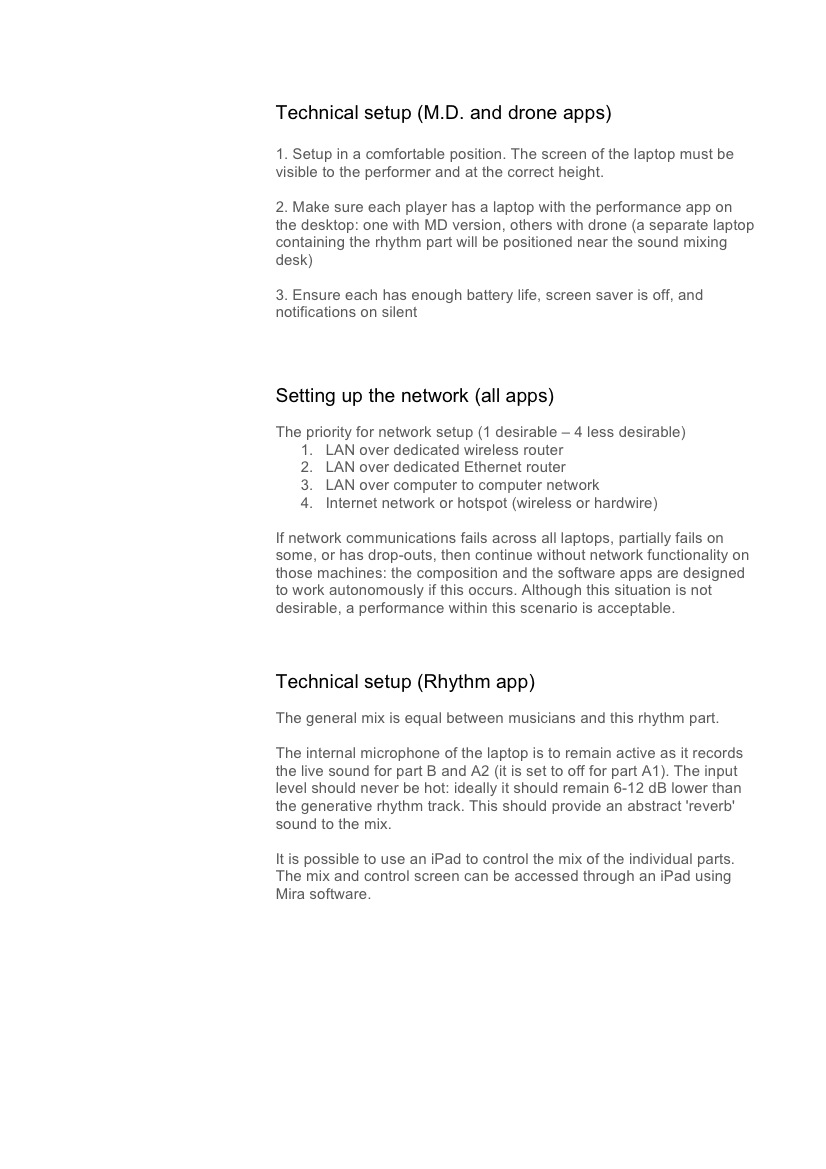 Technical setup (M.D. and drone apps)
1. Setup in a comfortable position. The screen of the laptop must be
visible to the performer and at the correct height.
2. Make sure each player has a laptop with the performance app on
the desktop: one with MD version, others with drone (a separate laptop
containing the rhythm part will be positioned near the sound mixing
desk)
3. Ensure each has enough battery life, screen saver is off, and
notifications on silent
Setting up the network (all apps)
The priority for network setup (1 desirable – 4 less desirable)
1. LAN over dedicated wireless router
2. LAN over dedicated Ethernet router
3. LAN over computer to computer network
4. Internet network or hotspot (wireless or hardwire)
If network communications fails across all laptops, partially fails on
some, or has drop-outs, then continue without network functionality on
those machines: the composition and the software apps are designed
to work autonomously if this occurs. Although this situation is not
desirable, a performance within this scenario is acceptable.
Technical setup (Rhythm app)
The general mix is equal between musicians and this rhythm part.
The internal microphone of the laptop is to remain active as it records
the live sound for part B and A2 (it is set to off for part A1). The input
level should never be hot: ideally it should remain 6-12 dB lower than
the generative rhythm track. This should provide an abstract 'reverb'
sound to the mix.
It is possible to use an iPad to control the mix of the individual parts.
The mix and control screen can be accessed through an iPad using
Mira software.